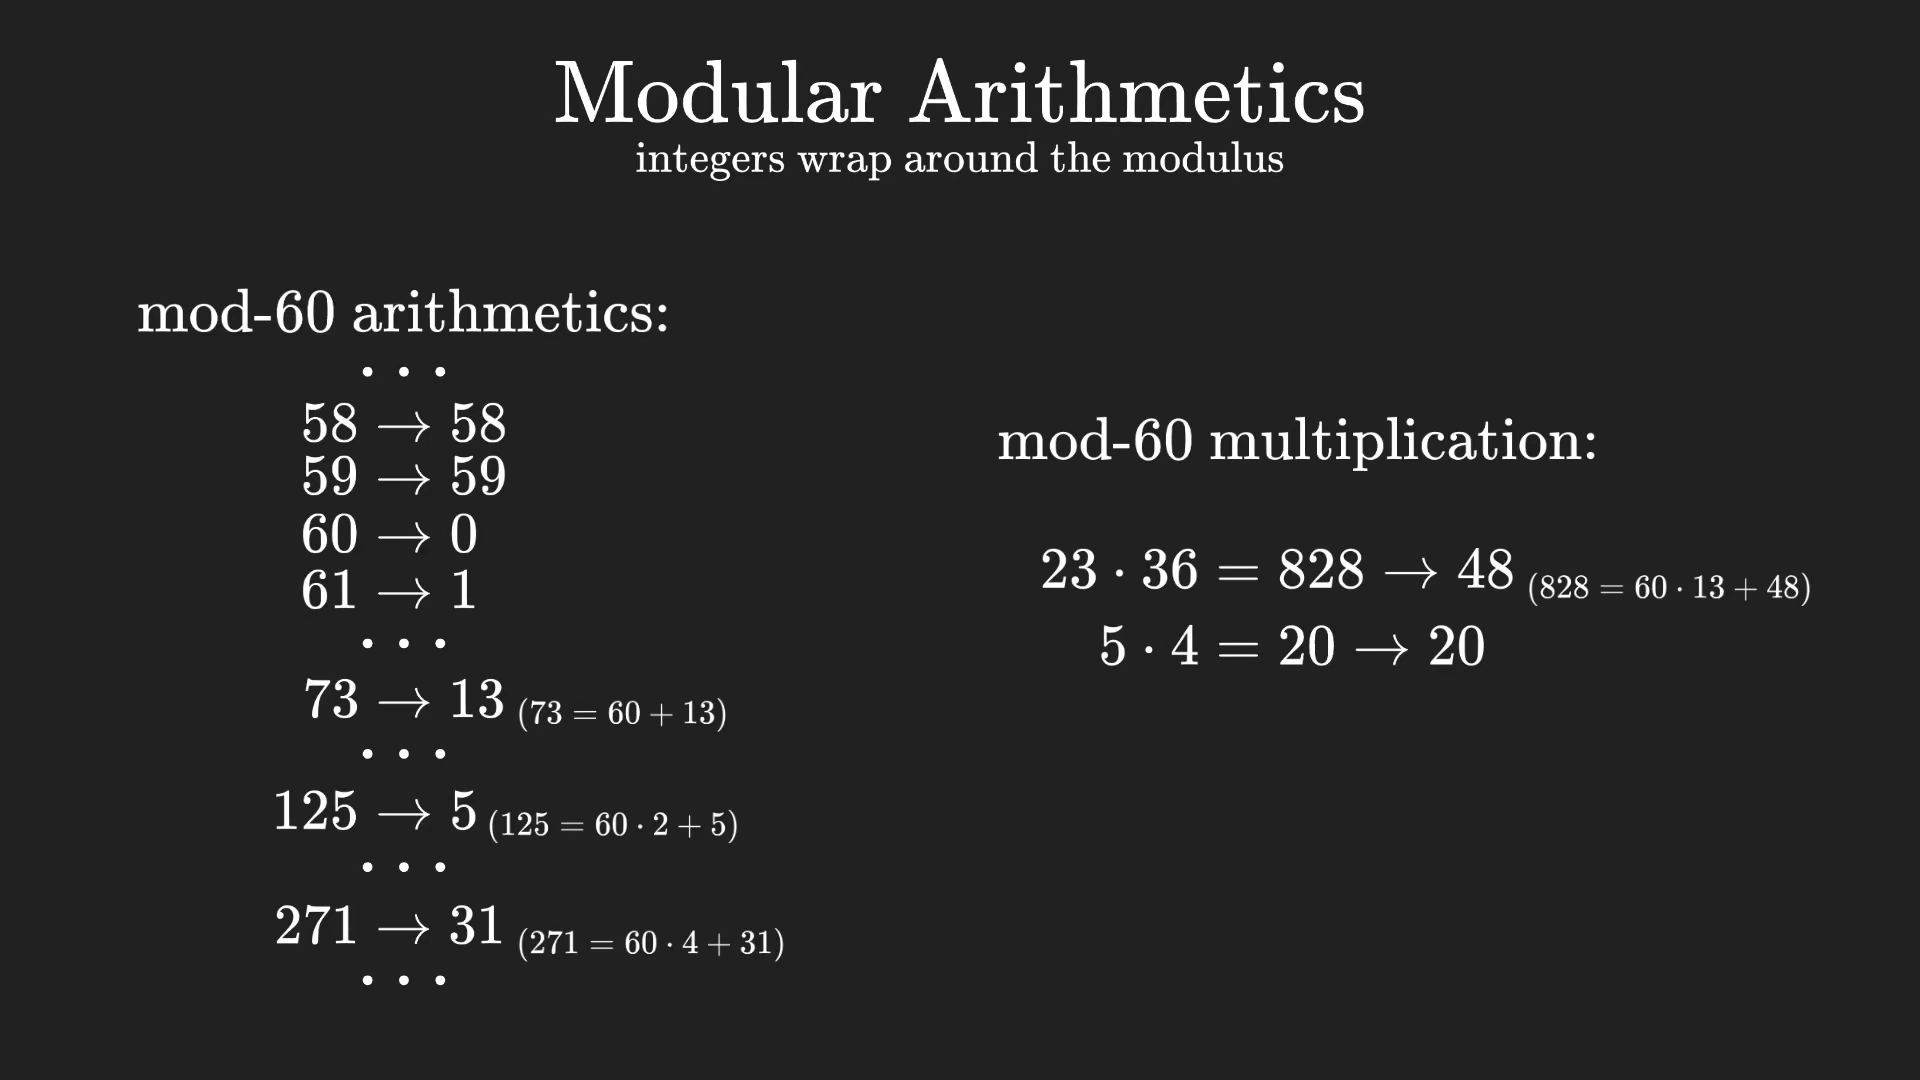 Modular Arithmetics
integers wrap around the modulus
mod-60 arithmetics:
· · ·
58 → 58
59 → 59
60 → 0
61 → 1
· · ·
73 → 13 (73 = 60 + 13)
· · ·
125 → 5 (125 = 60 · 2 + 5)
· · ·
271 → 31 (271 = 60 · 4 + 31)
· · ·
mod-60 multiplication:
23 · 36 = 828 → 48 (828 = 60 · 13 + 48)
5 · 4 = 20 → 20